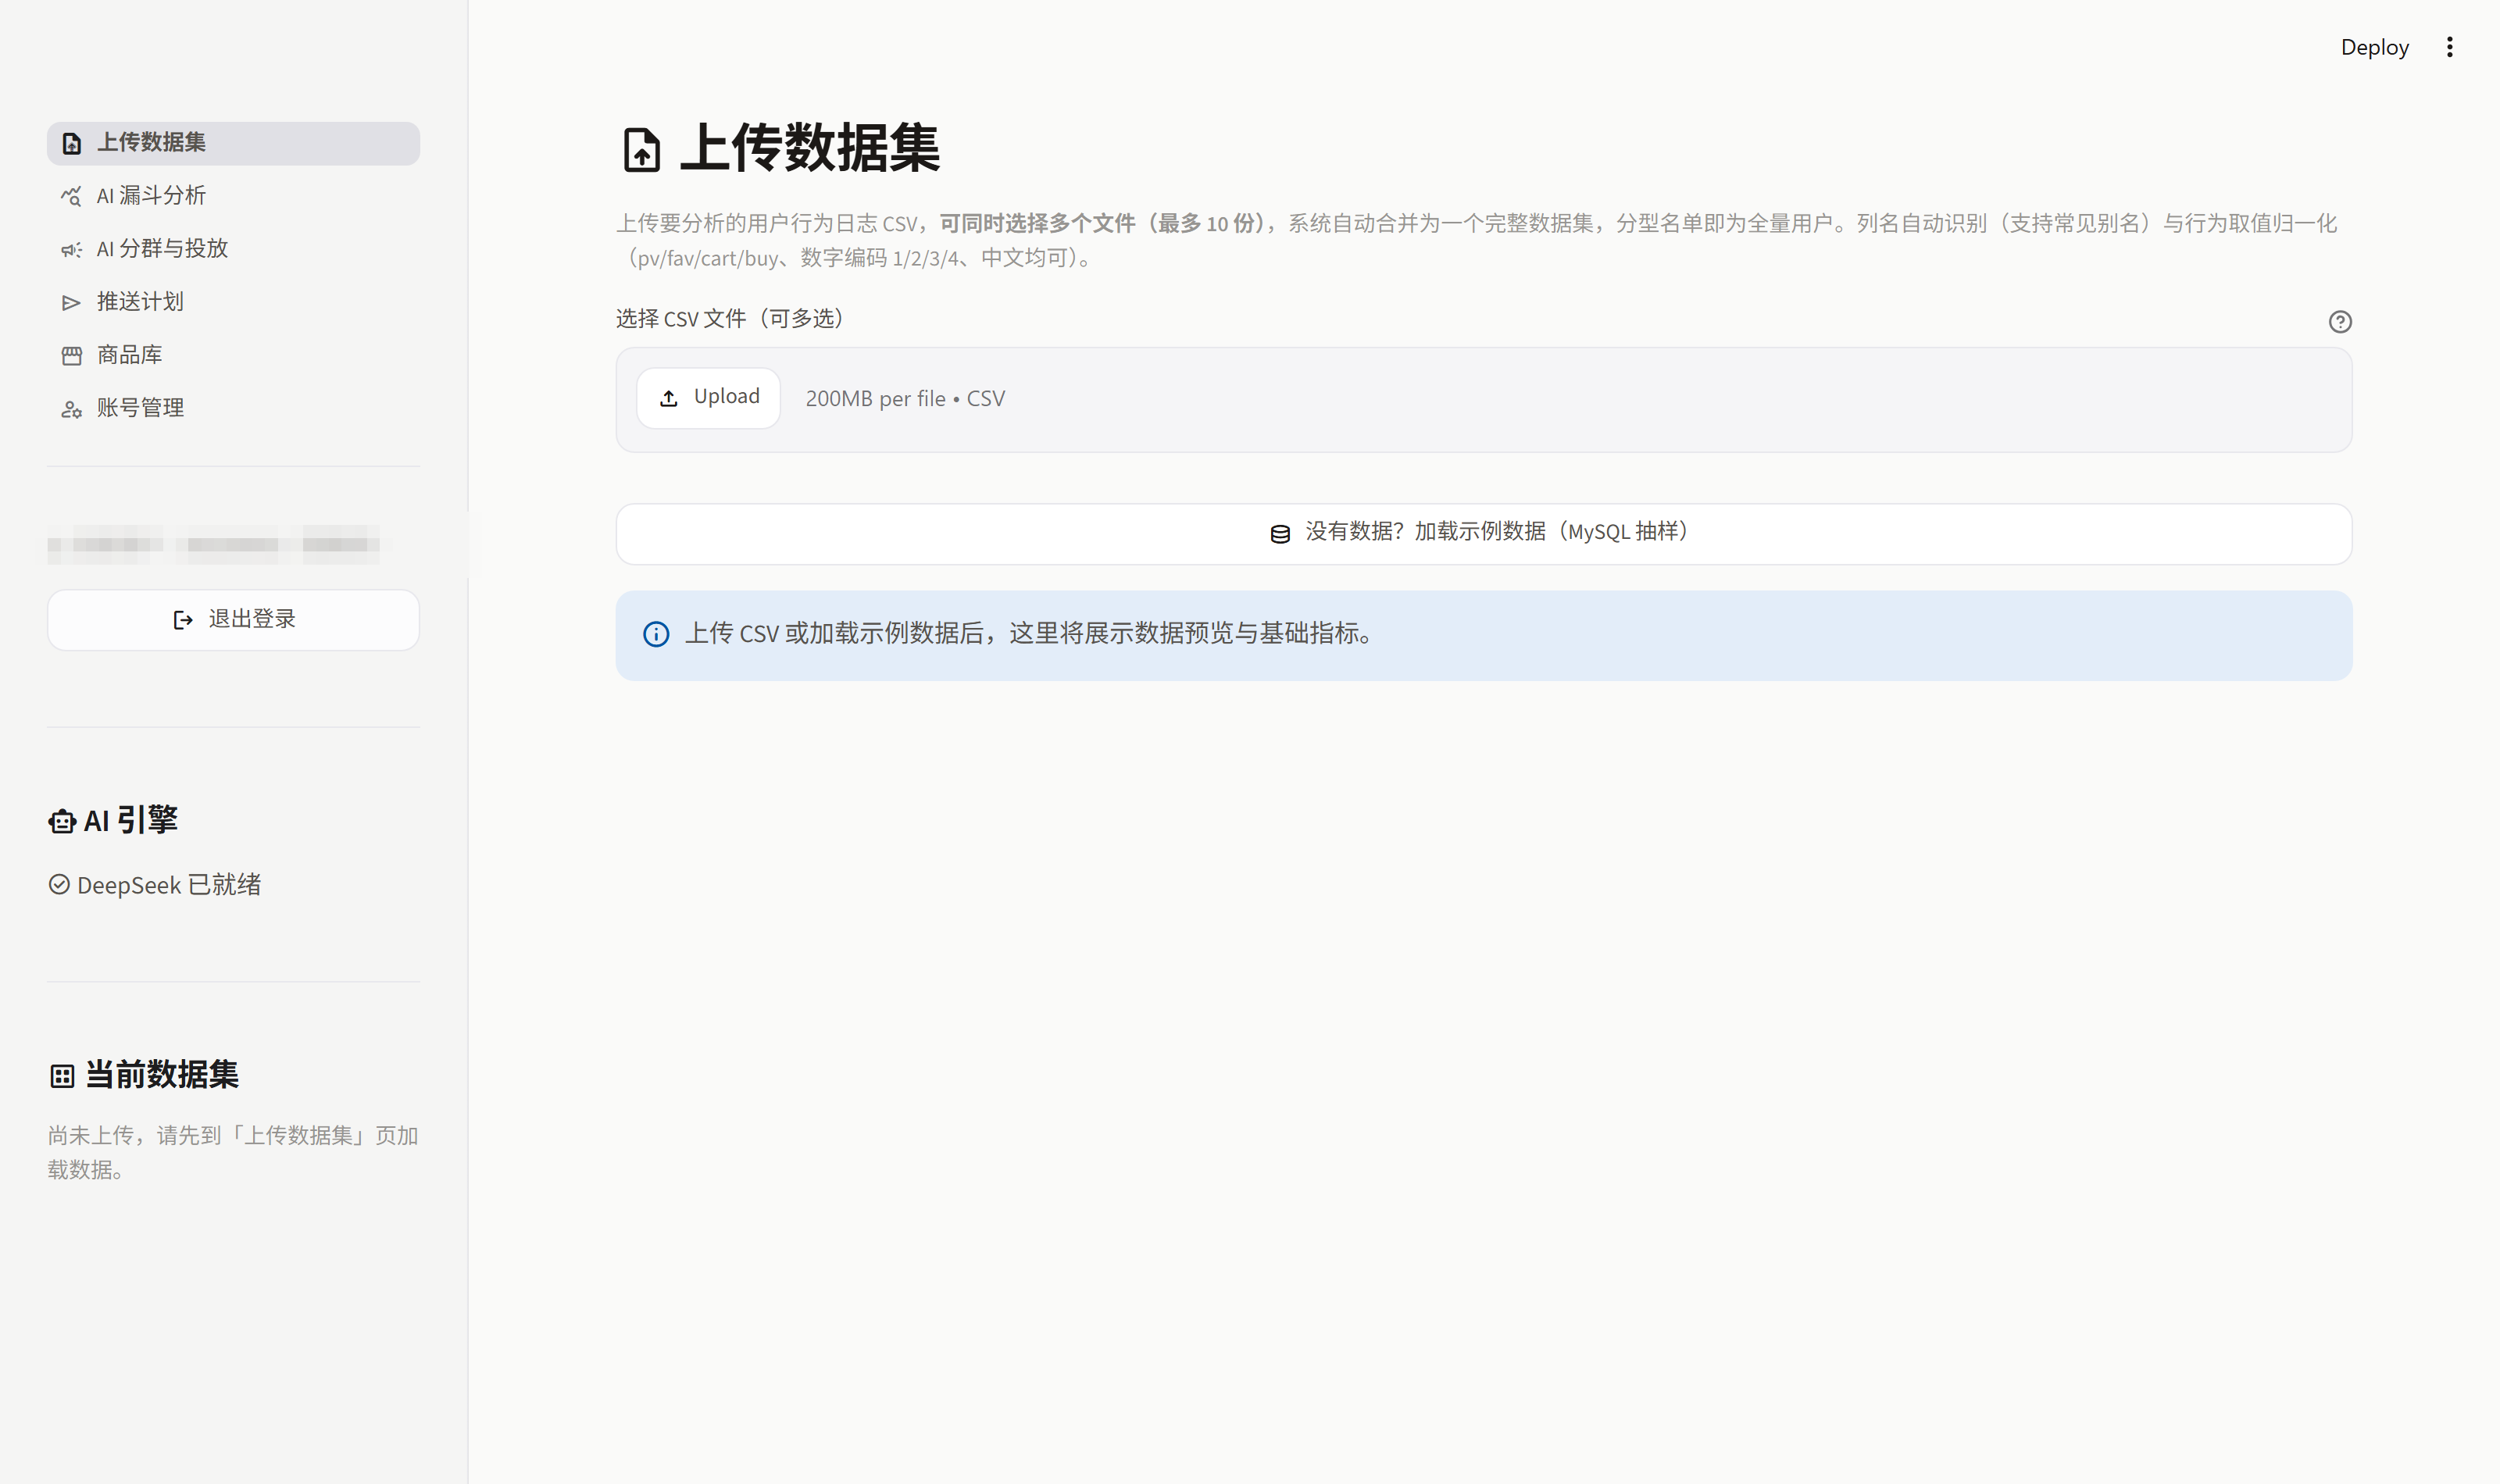 Deploy
上传数据集
AI 漏斗分析
AI 分群与投放
推送计划
商品库
账号管理
退出登录
AI 引擎
DeepSeek 已就绪
当前数据集
尚未上传，请先到「上传数据集」页加
载数据。
上传数据集
上传要分析的用户行为日志 CSV，可同时选择多个文件（最多 10 份），系统自动合并为一个完整数据集，分型名单即为全量用户。列名自动识别（支持常见别名）与行为取值归一化
（pv/fav/cart/buy、数字编码 1/2/3/4、中文均可）。
选择 CSV 文件（可多选）
Upload
200MB per file • CSV
没有数据？加载示例数据（MySQL 抽样）
上传 CSV 或加载示例数据后，这里将展示数据预览与基础指标。